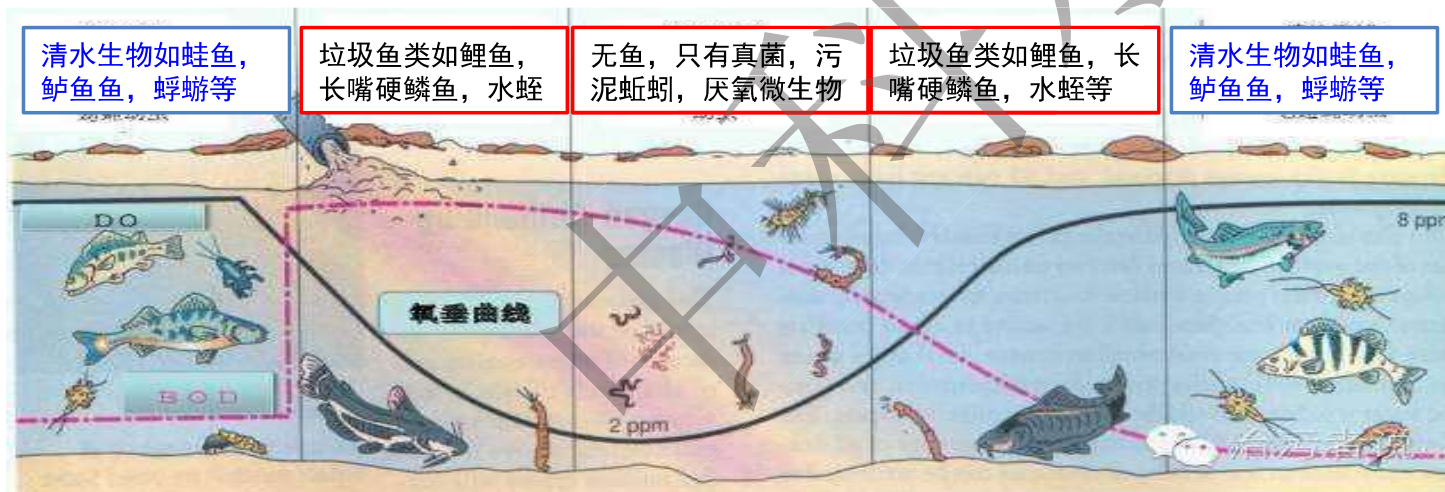 清水生物如蛙鱼，
鲈鱼鱼，蜉蝣等
垃圾鱼类如鲤鱼，
长嘴硬鳞鱼，水蛭
无鱼，只有真菌，污
泥蚯蚓，厌氧微生物
垃圾鱼类如鲤鱼，长
嘴硬鳞鱼，水蛭等
清水生物如蛙鱼，
鲈鱼鱼，蜉蝣等
DO
8 ppm
氧垂曲线
BOD
2 ppm